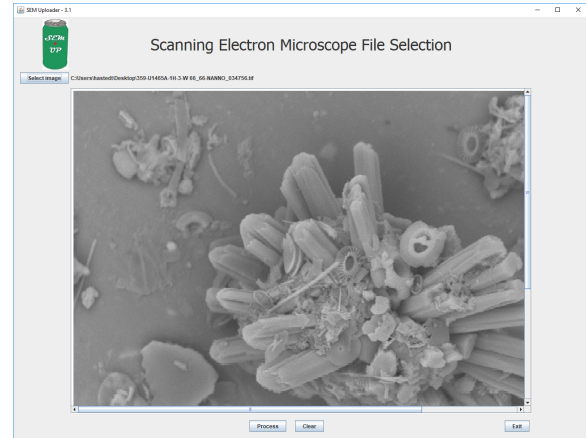 SEM Uploader - 3.1
SEM
UP
Scanning Electron Microscope File Selection
Select image
C:\Users\hastedt\Desktop\359-U1465A-1H-3-W 66_66-NANNO_034756.tif
Process
Clear
Exit